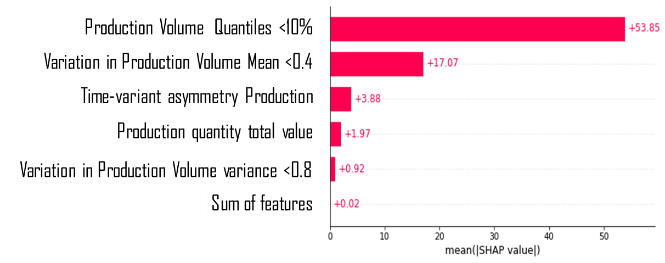 Production Volume Quantiles <10%
+53.85
Variation in Production Volume Mean <0.4
+17.07
Time-variant asymmetry Production
+3.88
Production quantity total value
+1.97
Variation in Production Volume variance <0.8
+0.92
Sum of features
+0.02
0 10 20 30 40 50
mean(|SHAP value|)